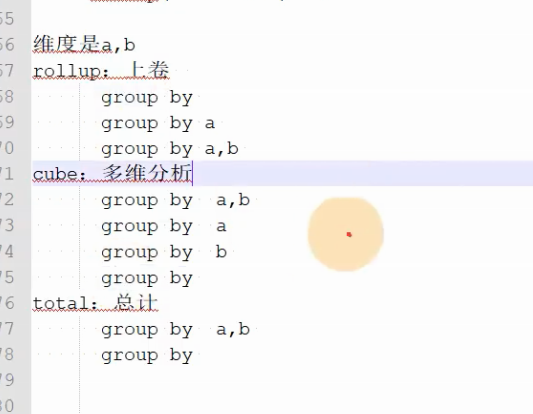 55
56 维度是a,b
57 rollup: 上卷
58 group by
59 group by a
70 group by a,b
71 cube: 多维分析
72 group by a,b
73 group by a
74 group by b
75 group by
76 total: 总计
77 group by a,b
78 group by
79
80